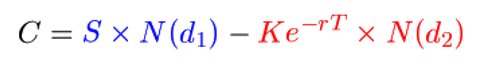 C = S × N(d₁) − Ke⁻ʳᵀ × N(d₂)